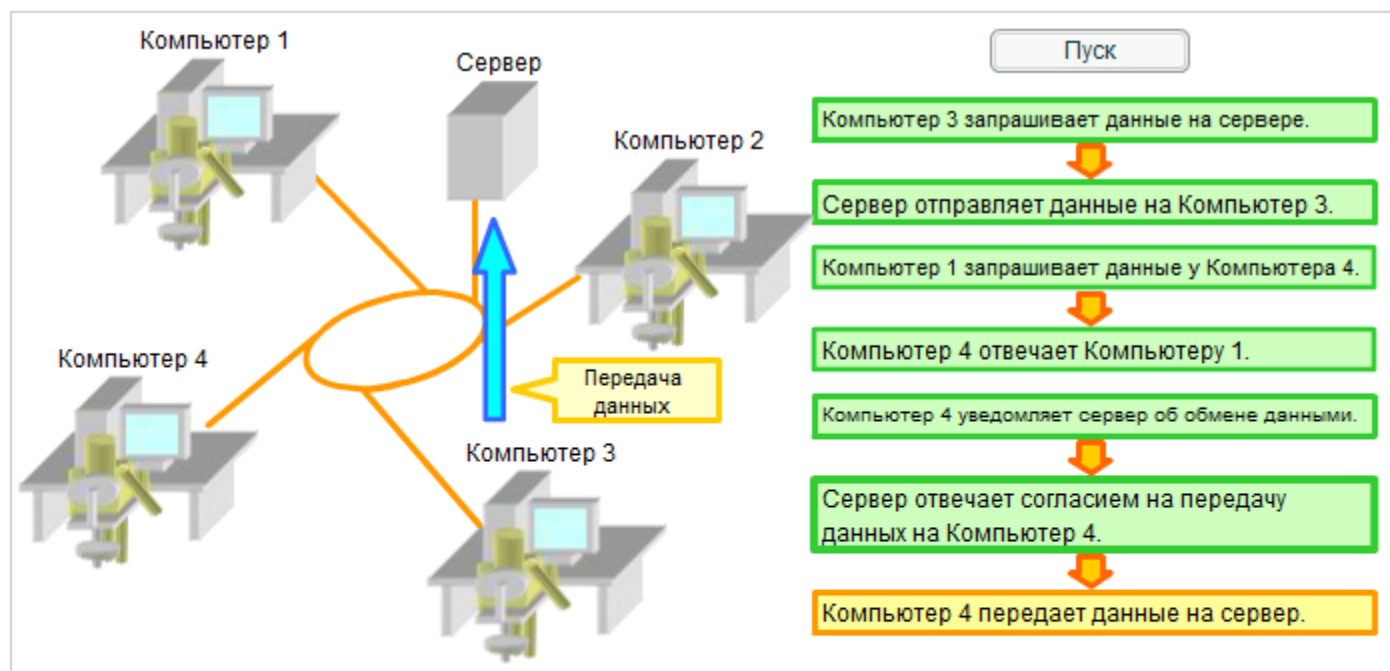 Компьютер 1
Сервер
Компьютер 2
Компьютер 4
Передача
данных
Компьютер 3
Пуск
Компьютер 3 запрашивает данные на сервере.
Сервер отправляет данные на Компьютер 3.
Компьютер 1 запрашивает данные у Компьютера 4.
Компьютер 4 отвечает Компьютеру 1.
Компьютер 4 уведомляет сервер об обмене данными.
Сервер отвечает согласием на передачу
данных на Компьютер 4.
Компьютер 4 передает данные на сервер.